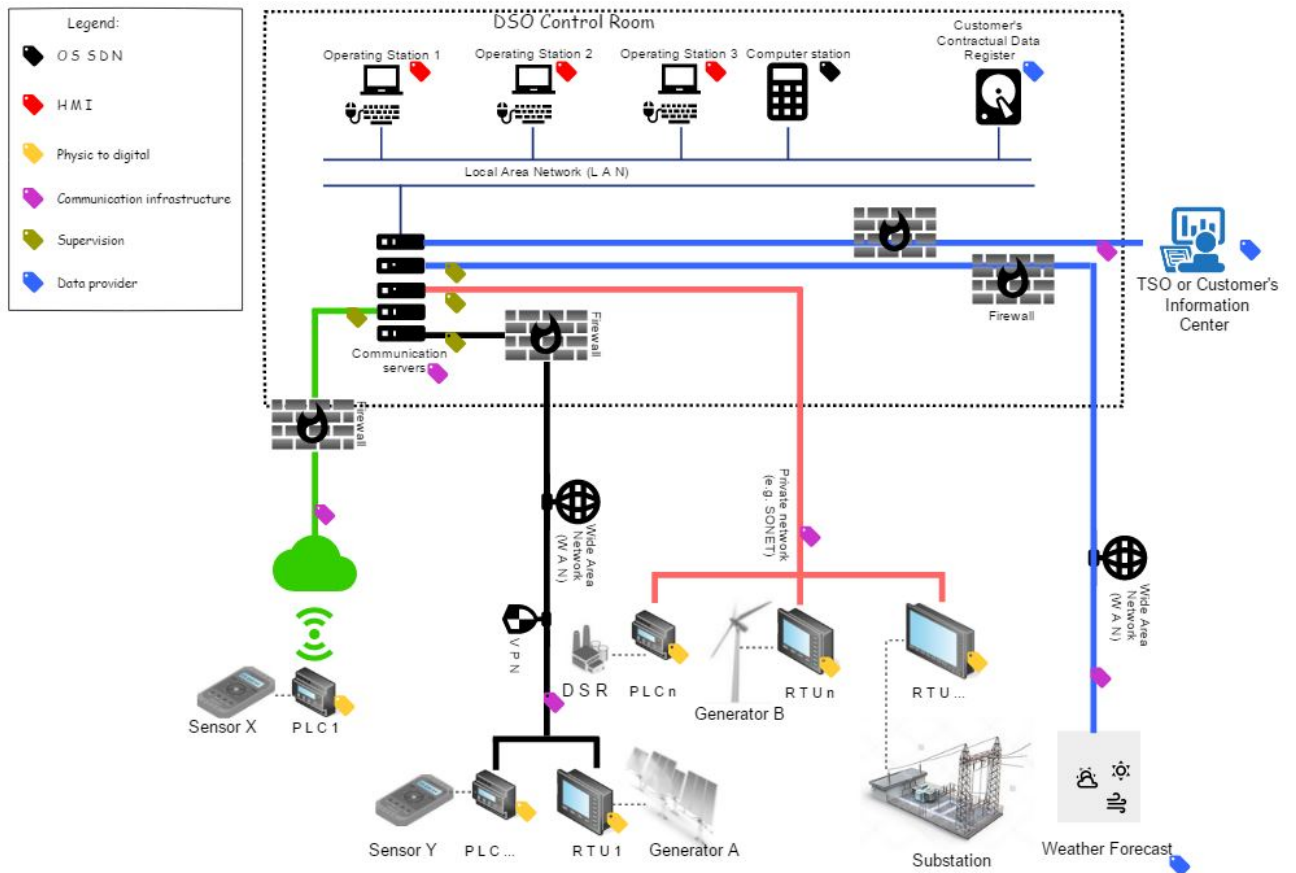 Legend:
O S S D N
H M I
Physic to digital
Communication infrastructure
Supervision
Data provider
DSO Control Room
Operating Station 1
Operating Station 2
Operating Station 3
Computer station
Customer's
Contractual Data
Register
Local Area Network (L A N)
TSO or Customer's
Information
Center
Firewall
Firewall
Communication
servers
Firewall
Wide Area
Network
(W A N)
Private network
(e.g. SONET)
Wide Area
Network
(W A N)
V P N
D S R
P L C n
Generator B
R T U n
R T U ...
Sensor X
P L C 1
Sensor Y
P L C ...
R T U 1
Generator A
Substation
Weather Forecast